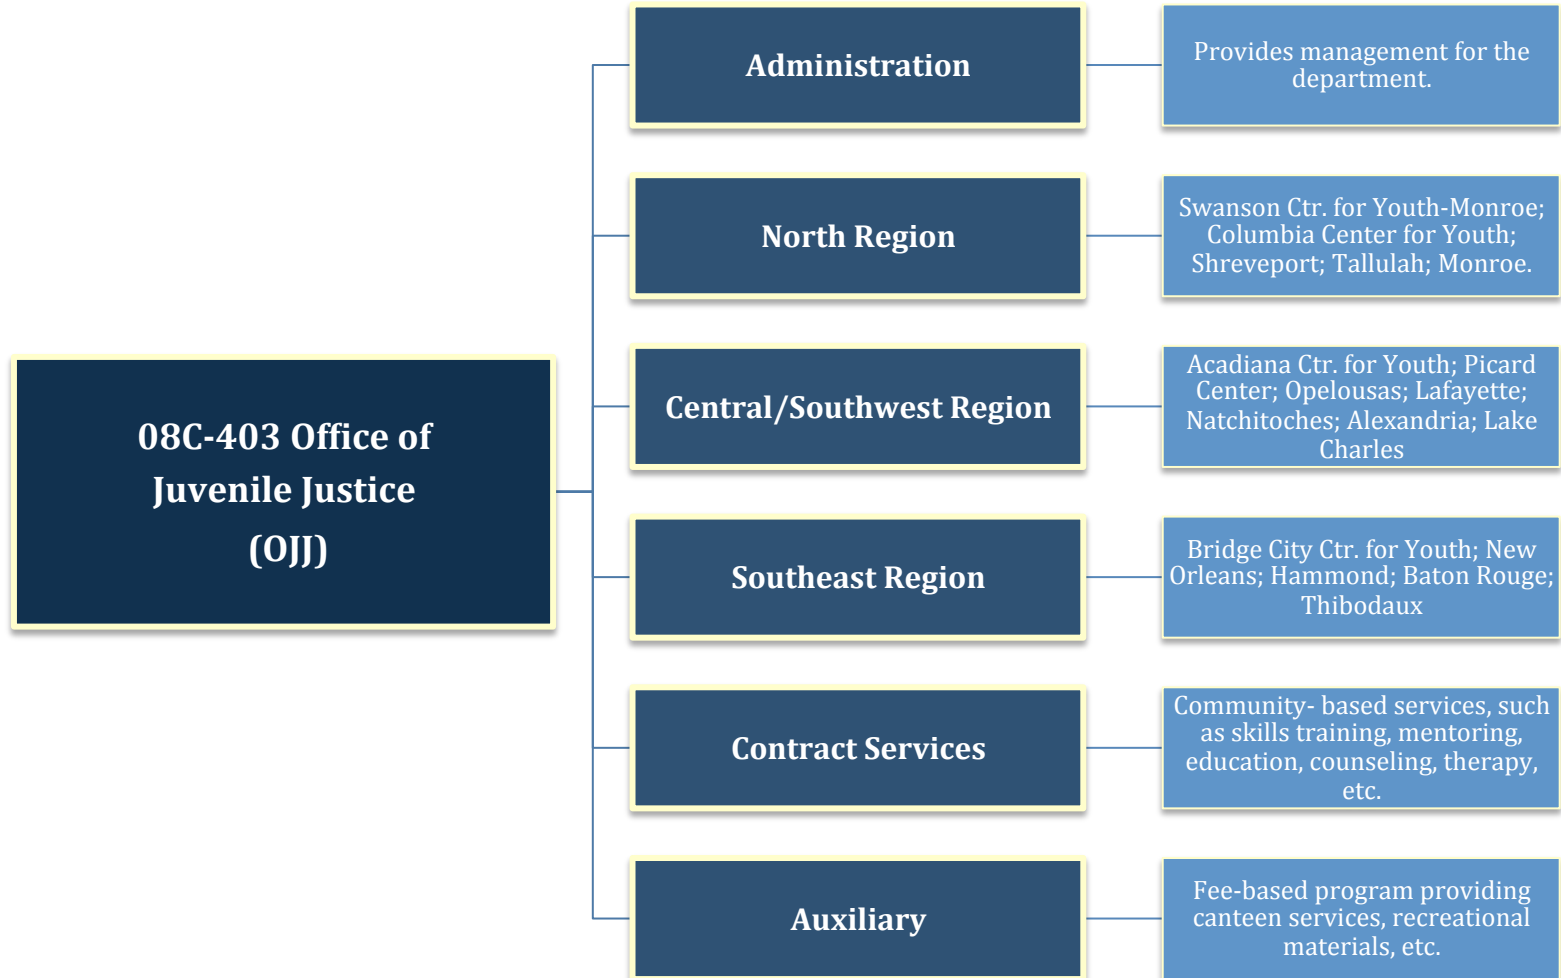 Administration
Provides management for the
department.
North Region
Swanson Ctr. for Youth-Monroe;
Columbia Center for Youth;
Shreveport; Tallulah; Monroe.
08C-403 Office of
Juvenile Justice
(OJJ)
Central/Southwest Region
Acadiana Ctr. for Youth; Picard
Center; Opelousas; Lafayette;
Natchitoches; Alexandria; Lake
Charles
Southeast Region
Bridge City Ctr. for Youth; New
Orleans; Hammond; Baton Rouge;
Thibodaux
Contract Services
Community- based services, such
as skills training, mentoring,
education, counseling, therapy,
etc.
Auxiliary
Fee-based program providing
canteen services, recreational
materials, etc.